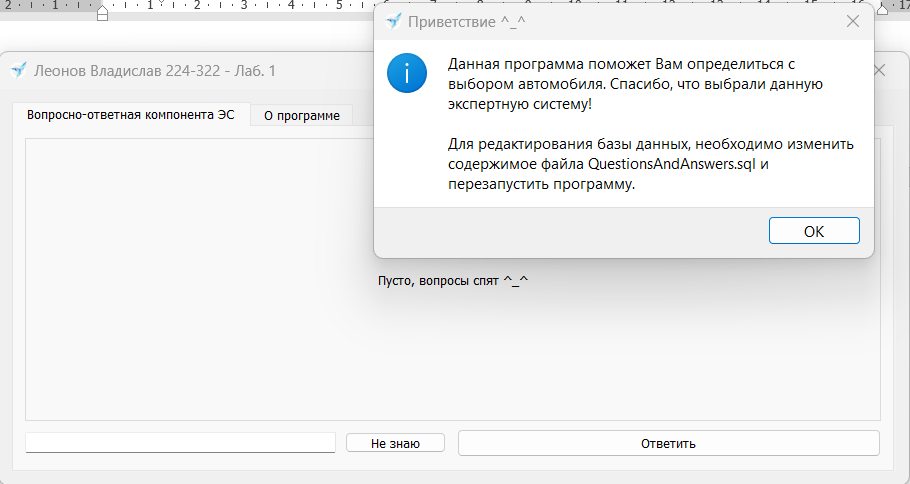 2 1 1 2 3 4 5 6 7 8 9 10 11 12 13 14 15 16 17
Приветствие ^_^
Данная программа поможет Вам определиться с
выбором автомобиля. Спасибо, что выбрали данную
экспертную систему!
Для редактирования базы данных, необходимо изменить
содержимое файла QuestionsAndAnswers.sql и
перезапустить программу.
OK
Леонов Владислав 224-322 - Лаб. 1
Вопросно-ответная компонента ЭС
О программе
Пусто, вопросы спят ^_^
Не знаю
Ответить